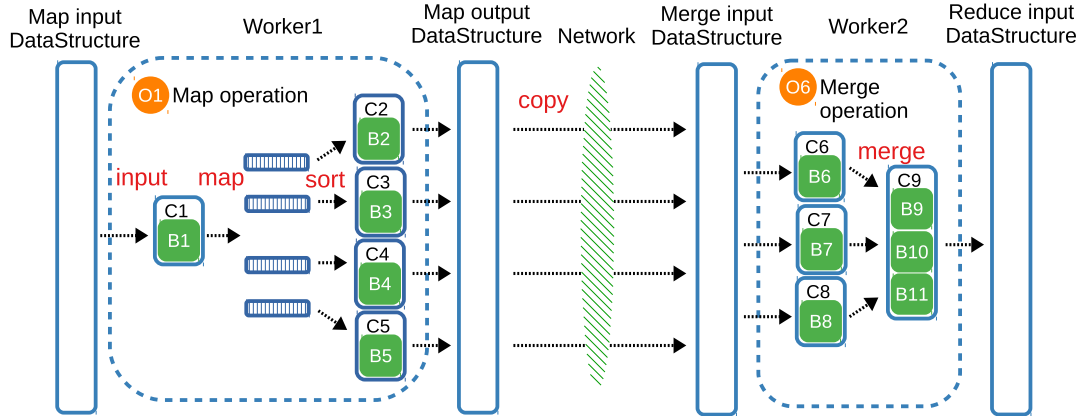 Map input
DataStructure
Worker1
Map output
DataStructure
Network
Merge input
DataStructure
Worker2
Reduce input
DataStructure
O1 Map operation
input
map
sort
C1
B1
C2
B2
C3
B3
C4
B4
C5
B5
copy
O6 Merge
operation
merge
C6
B6
C7
B7
C8
B8
C9
B9
B10
B11